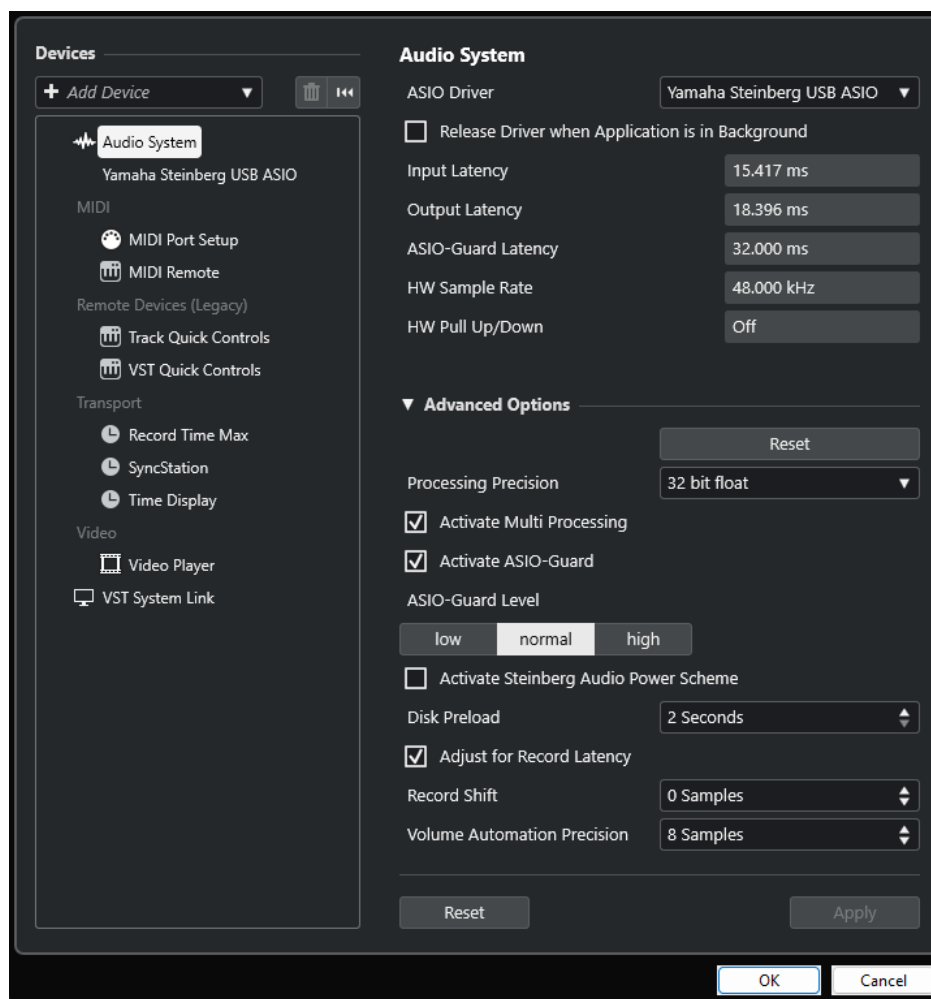 Devices
Add Device
Audio System
Yamaha Steinberg USB ASIO
MIDI
MIDI Port Setup
MIDI Remote
Remote Devices (Legacy)
Track Quick Controls
VST Quick Controls
Transport
Record Time Max
SyncStation
Time Display
Video
Video Player
VST System Link
Audio System
ASIO Driver Yamaha Steinberg USB ASIO
Release Driver when Application is in Background
Input Latency 15.417 ms
Output Latency 18.396 ms
ASIO-Guard Latency 32.000 ms
HW Sample Rate 48.000 kHz
HW Pull Up/Down Off
Advanced Options
Reset
Processing Precision 32 bit float
Activate Multi Processing
Activate ASIO-Guard
ASIO-Guard Level
low normal high
Activate Steinberg Audio Power Scheme
Disk Preload 2 Seconds
Adjust for Record Latency
Record Shift 0 Samples
Volume Automation Precision 8 Samples
Reset Apply
OK Cancel